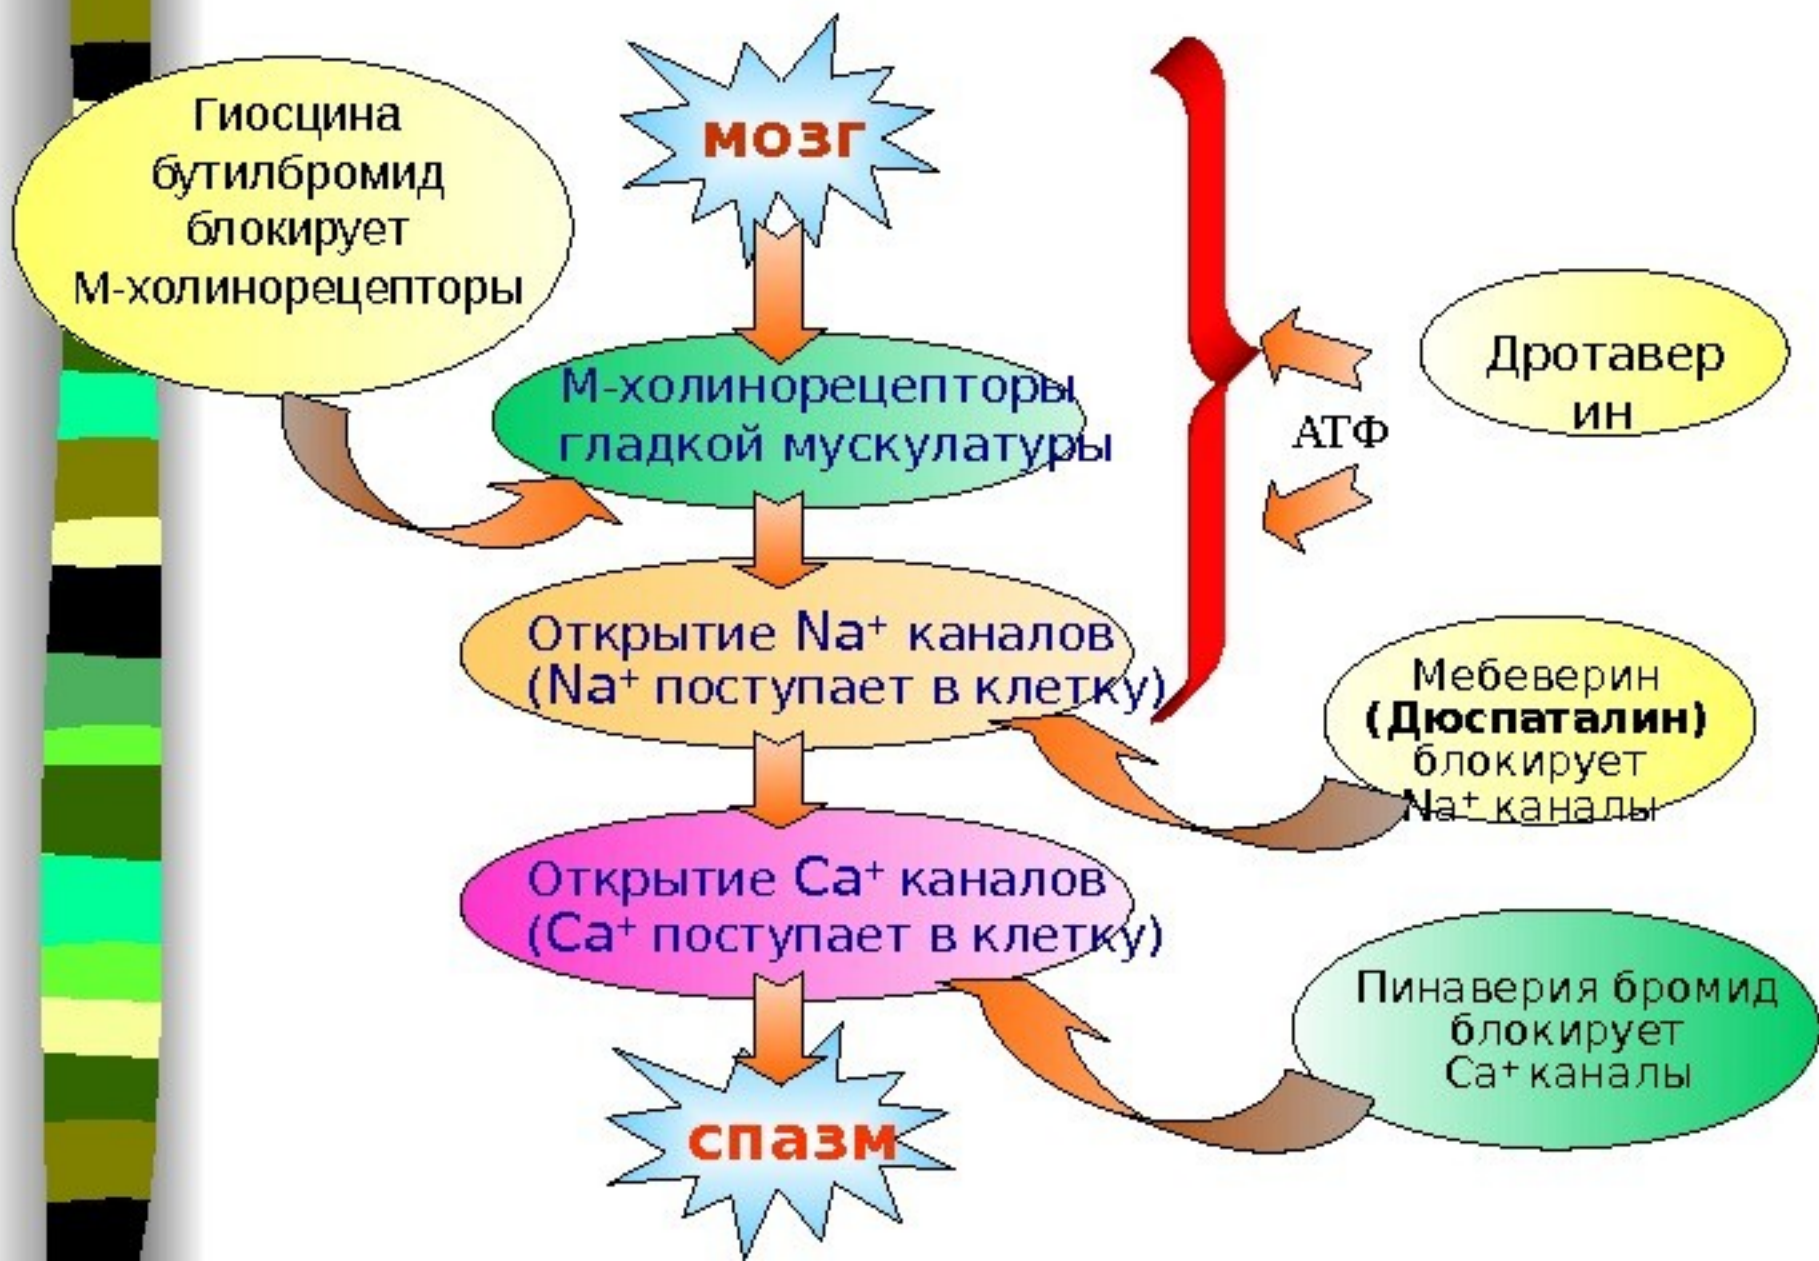 Гиосцина
бутилбромид
блокирует
М-холинорецепторы
мозг
М-холинорецепторы
гладкой мускулатуры
Дротавер
ин
АТФ
Открытие Na⁺ каналов
(Na⁺ поступает в клетку)
Мебеверин
(Дюспаталин)
блокирует
Na⁺ каналы
Открытие Ca⁺ каналов
(Ca⁺ поступает в клетку)
Пинаверия бромид
блокирует
Ca⁺ каналы
спазм